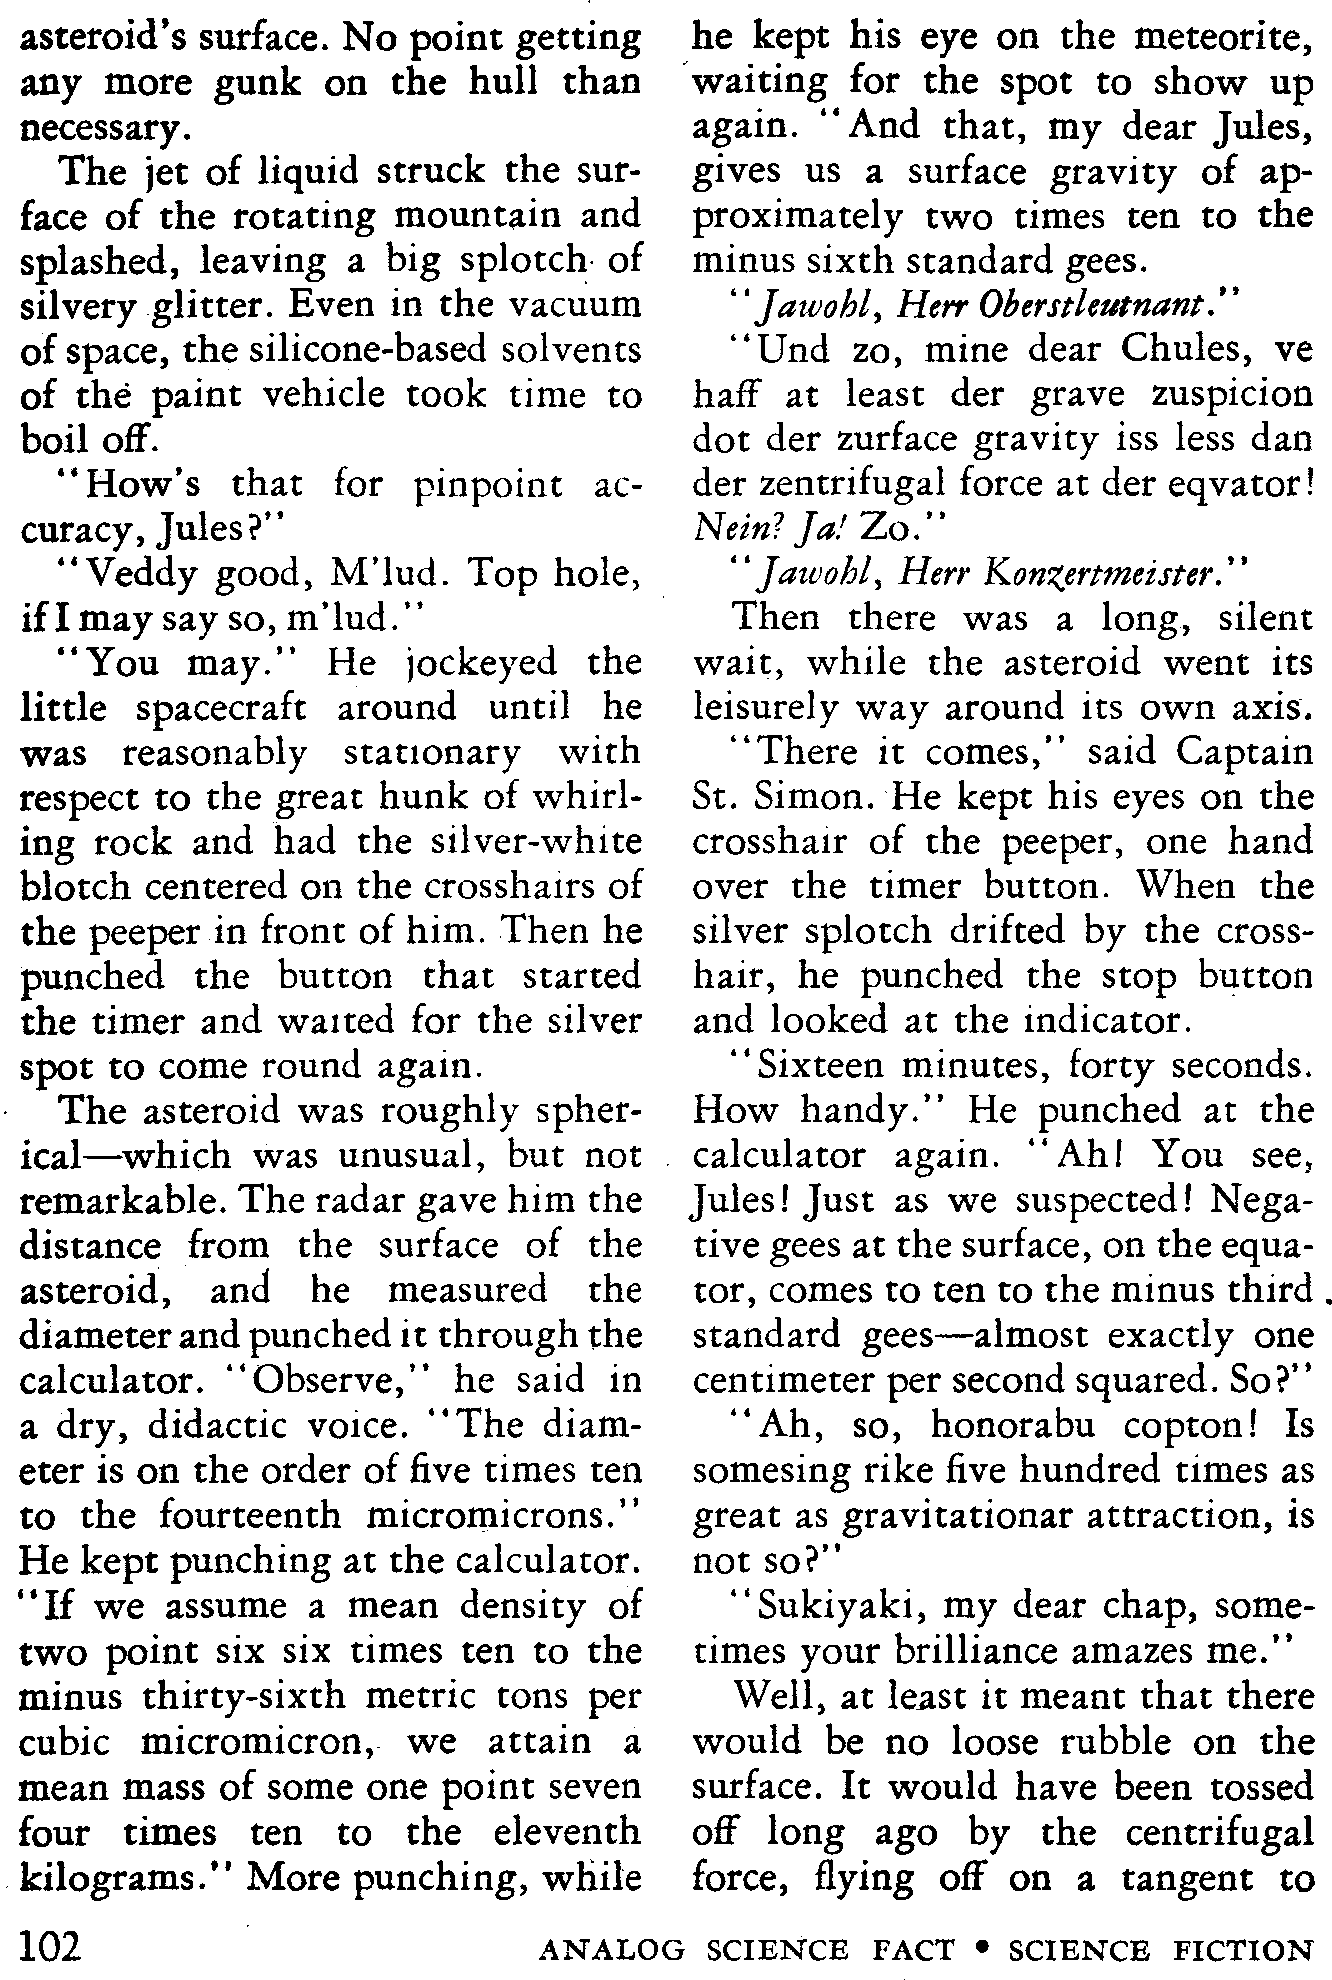 asteroid's surface. No point getting
any more gunk on the hull than
necessary.
The jet of liquid struck the sur-
face of the rotating mountain and
splashed, leaving a big splotch of
silvery glitter. Even in the vacuum
of space, the silicone-based solvents
of the paint vehicle took time to
boil off.
"How's that for pinpoint ac-
curacy, Jules?"
"Veddy good, M'lud. Top hole,
if I may say so, m'lud."
"You may." He jockeyed the
little spacecraft around until he
was reasonably stationary with
respect to the great hunk of whirl-
ing rock and had the silver-white
blotch centered on the crosshairs of
the peeper in front of him. Then he
punched the button that started
the timer and waited for the silver
spot to come round again.
The asteroid was roughly spher-
ical—which was unusual, but not
remarkable. The radar gave him the
distance from the surface of the
asteroid, and he measured the
diameter and punched it through the
calculator. "Observe," he said in
a dry, didactic voice. "The diam-
eter is on the order of five times ten
to the fourteenth micromicrons."
He kept punching at the calculator.
"If we assume a mean density of
two point six six times ten to the
minus thirty-sixth metric tons per
cubic micromicron, we attain a
mean mass of some one point seven
four times ten to the eleventh
kilograms." More punching, while
he kept his eye on the meteorite,
waiting for the spot to show up
again. "And that, my dear Jules,
gives us a surface gravity of ap-
proximately two times ten to the
minus sixth standard gees.
"Jawohl, Herr Oberstleutnant."
"Und zo, mine dear Chules, ve
haff at least der grave zuspicion
dot der zurface gravity iss less dan
der zentrifugal force at der eqvator!
Nein? Ja! Zo."
"Jawohl, Herr Konzertmeister."
Then there was a long, silent
wait, while the asteroid went its
leisurely way around its own axis.
"There it comes," said Captain
St. Simon. He kept his eyes on the
crosshair of the peeper, one hand
over the timer button. When the
silver splotch drifted by the cross-
hair, he punched the stop button
and looked at the indicator.
"Sixteen minutes, forty seconds.
How handy." He punched at the
calculator again. "Ah! You see,
Jules! Just as we suspected! Nega-
tive gees at the surface, on the equa-
tor, comes to ten to the minus third
standard gees—almost exactly one
centimeter per second squared. So?"
"Ah, so, honorabu copton! Is
somesing rike five hundred times as
great as gravitationar attraction, is
not so?"
"Sukiyaki, my dear chap, some-
times your brilliance amazes me."
Well, at least it meant that there
would be no loose rubble on the
surface. It would have been tossed
off long ago by the centrifugal
force, flying off on a tangent to
102
ANALOG SCIENCE FACT • SCIENCE FICTION